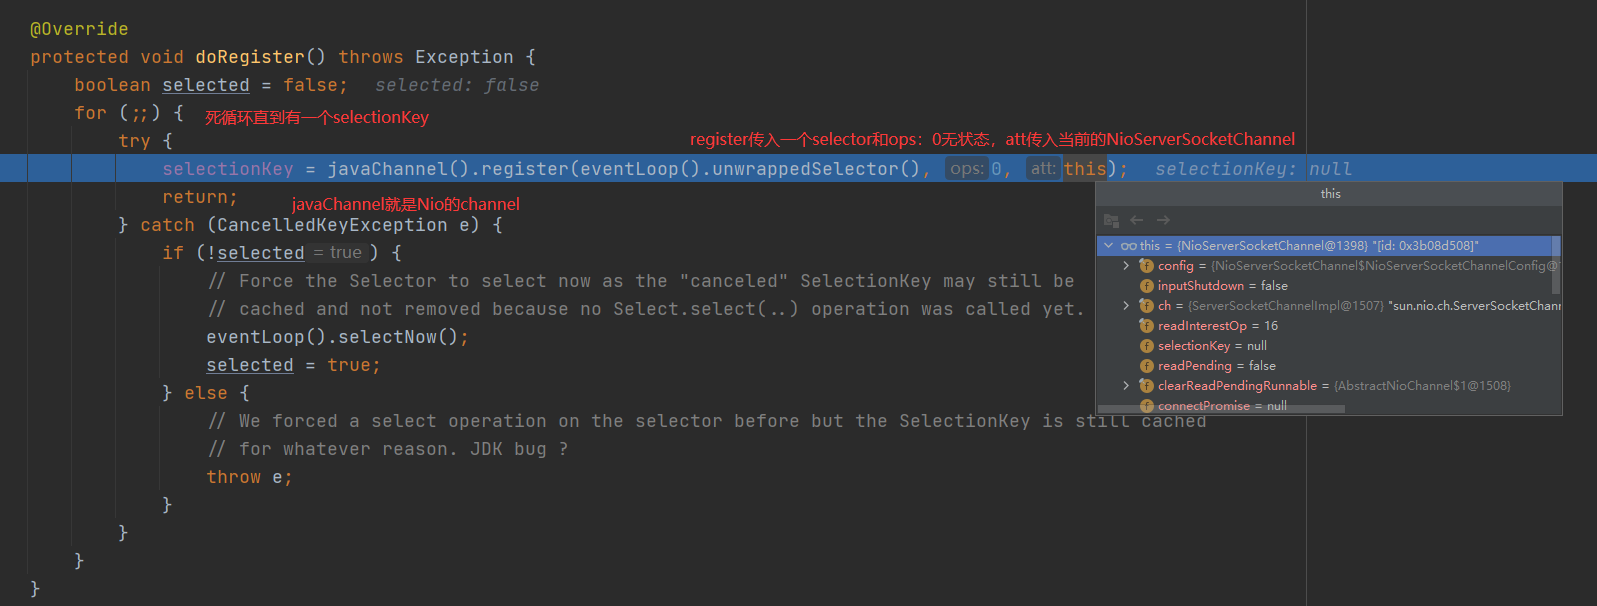 @Override
protected void doRegister() throws Exception {
boolean selected = false; selected: false
for (;;) { 死循环直到有一个selectionKey
try { register传入一个selector和ops：0无状态，att传入当前的NioServerSocketChannel
selectionKey = javaChannel().register(eventLoop().unwrappedSelector(), ops: 0, att: this); selectionKey: null
return; javaChannel就是Nio的channel
} catch (CancelledKeyException e) {
if (!selected = true ) {
// Force the Selector to select now as the "canceled" SelectionKey may still be
// cached and not removed because no Select.select(..) operation was called yet.
eventLoop().selectNow();
selected = true;
} else {
// We forced a select operation on the selector before but the SelectionKey is still cached
// for whatever reason. JDK bug ?
throw e;
}
}
}
}
this
this = {NioServerSocketChannel@1398} "[id: 0x3b08d508]"
config = {NioServerSocketChannel$NioServerSocketChannelConfig@
inputShutdown = false
ch = {ServerSocketChannelImpl@1507} "sun.nio.ch.ServerSocketChann
readInterestOp = 16
selectionKey = null
readPending = false
clearReadPendingRunnable = {AbstractNioChannel$1@1508}
connectPromise = null